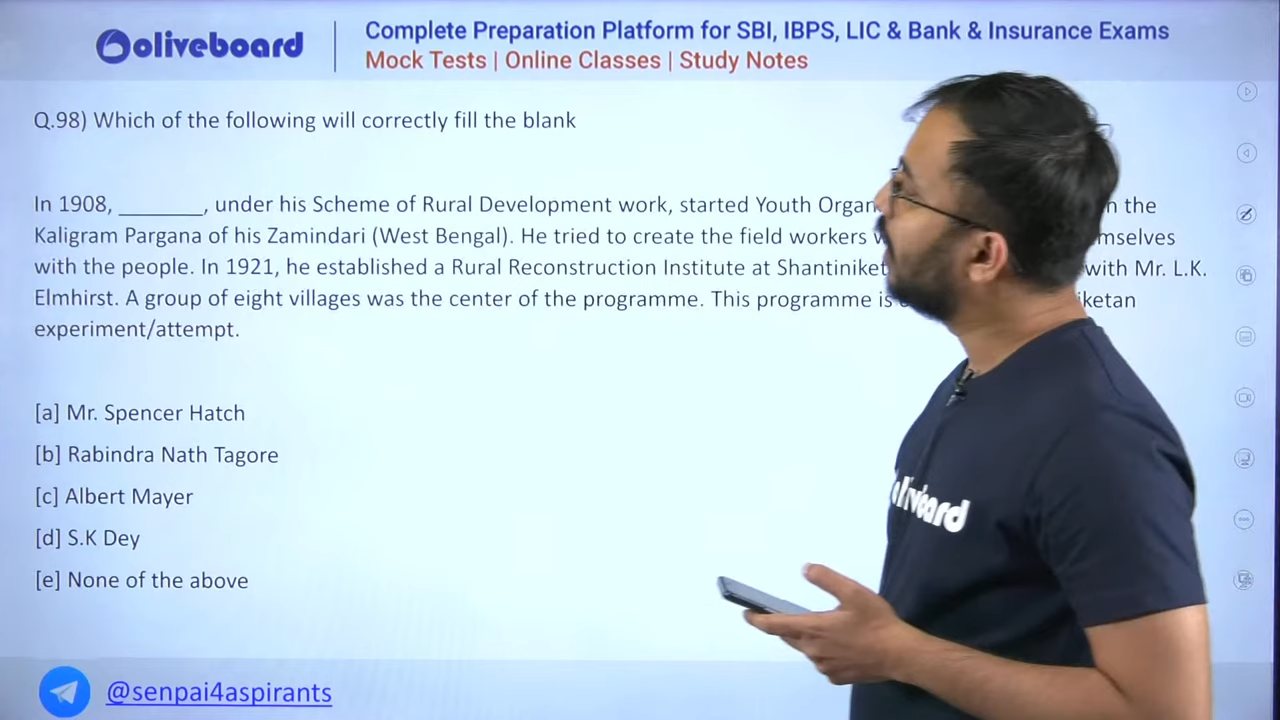 oliveboard
Complete Preparation Platform for SBI, IBPS, LIC & Bank & Insurance Exams
Mock Tests | Online Classes | Study Notes
Q.98) Which of the following will correctly fill the blank
In 1908, _______, under his Scheme of Rural Development work, started Youth Organ n the
Kaligram Pargana of his Zamindari (West Bengal). He tried to create the field workers w mselves
with the people. In 1921, he established a Rural Reconstruction Institute at Shantiniket with Mr. L.K.
Elmhirst. A group of eight villages was the center of the programme. This programme is iketan
experiment/attempt.
[a] Mr. Spencer Hatch
[b] Rabindra Nath Tagore
[c] Albert Mayer
[d] S.K Dey
[e] None of the above
oliveboard
@senpai4aspirants